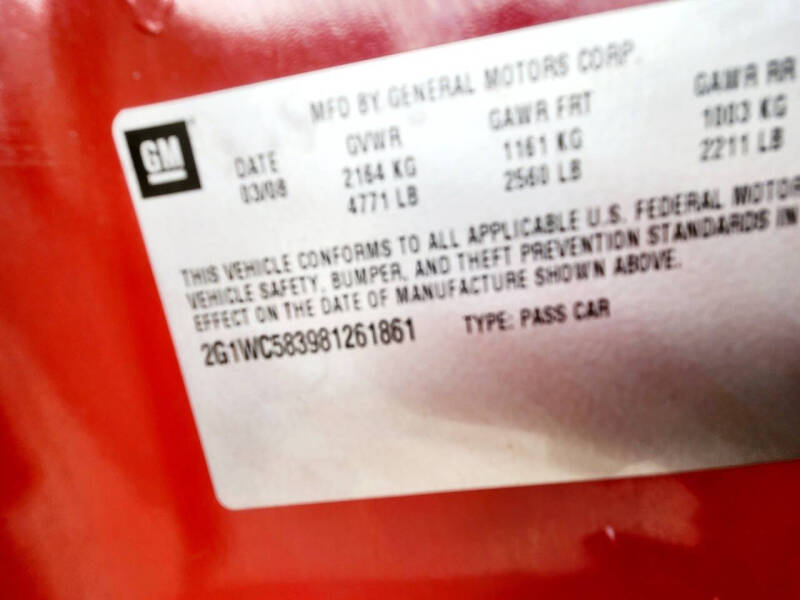 MFD BY GENERAL MOTORS CORP.
GM
DATE GVWR GAWR FRT GAWR RR
03/08 2164 KG 1161 KG 1003 KG
4771 LB 2560 LB 2211 LB
THIS VEHICLE CONFORMS TO ALL APPLICABLE U.S. FEDERAL MOTOR
VEHICLE SAFETY, BUMPER, AND THEFT PREVENTION STANDARDS IN
EFFECT ON THE DATE OF MANUFACTURE SHOWN ABOVE.
2G1WC583981261861 TYPE: PASS CAR